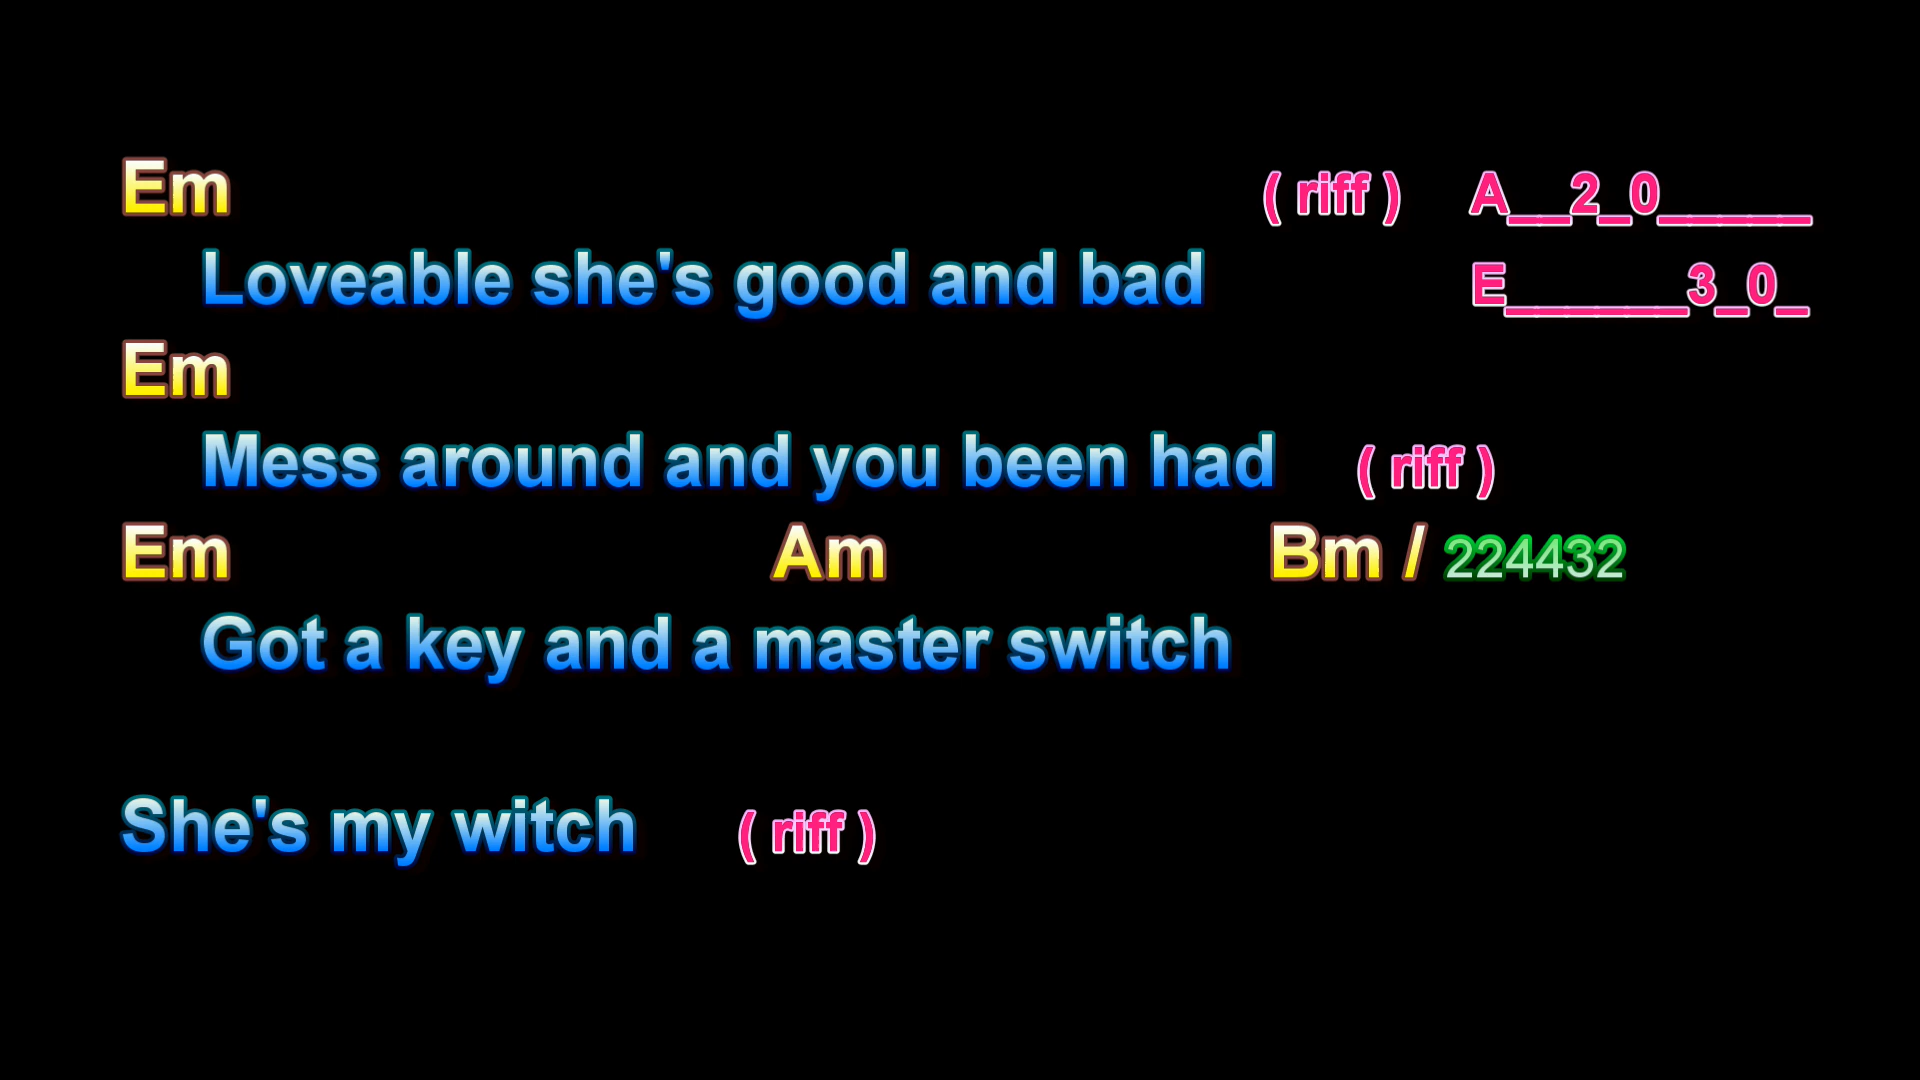 Em ( riff ) A__2_0_____
Loveable she's good and bad E______3_0_
Em
Mess around and you been had ( riff )
Em Am Bm / 224432
Got a key and a master switch
She's my witch ( riff )